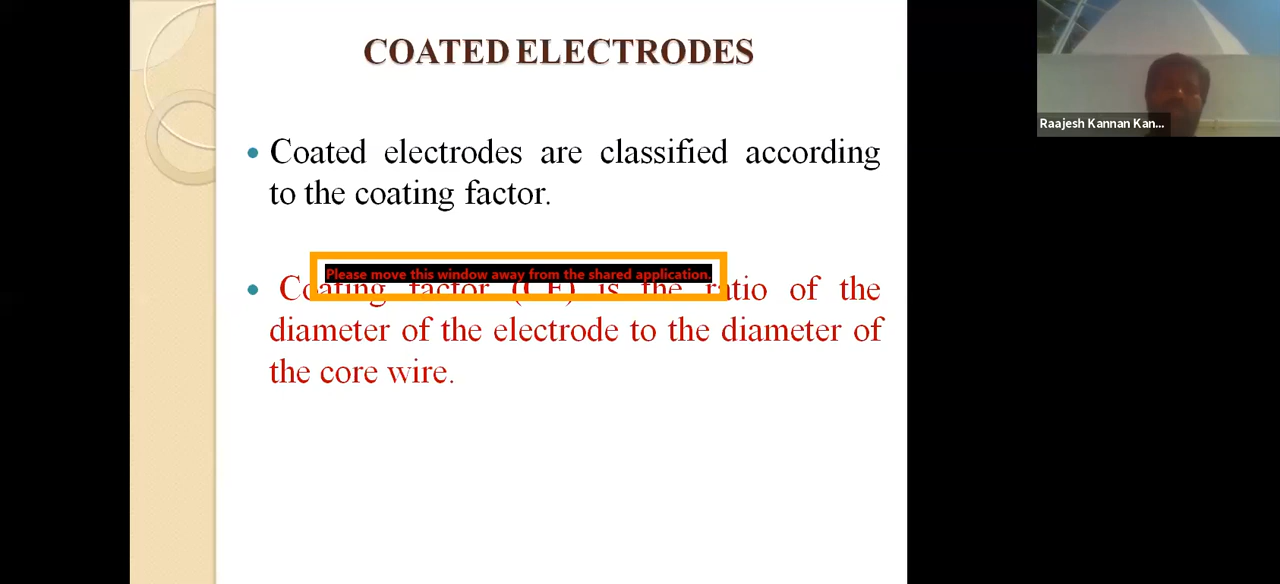 COATED ELECTRODES
Coated electrodes are classified according
to the coating factor.
Please move this window away from the shared application.
Coating factor (CF) is the ratio of the
diameter of the electrode to the diameter of
the core wire.
Raajesh Kannan Kan...